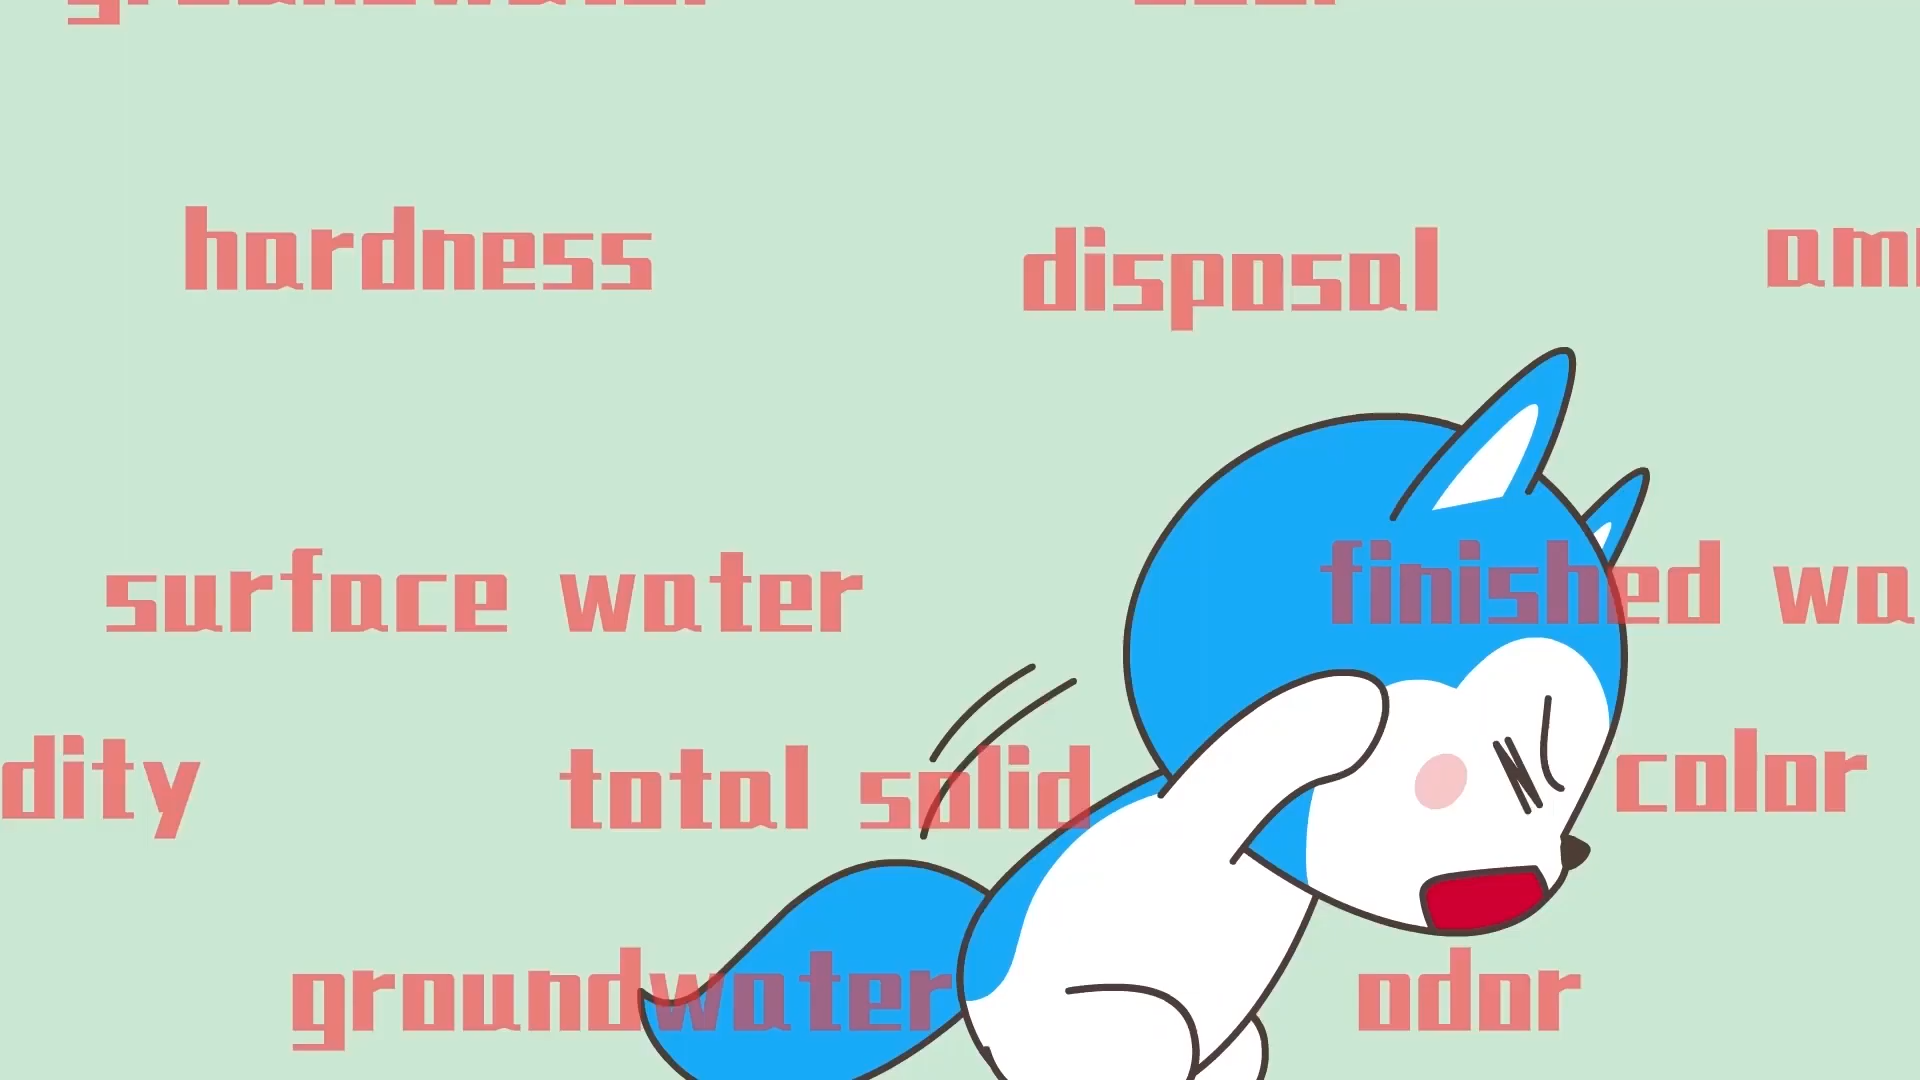 hardness
disposal
surface water
finished wa
dity
total solid
color
groundwater
odor